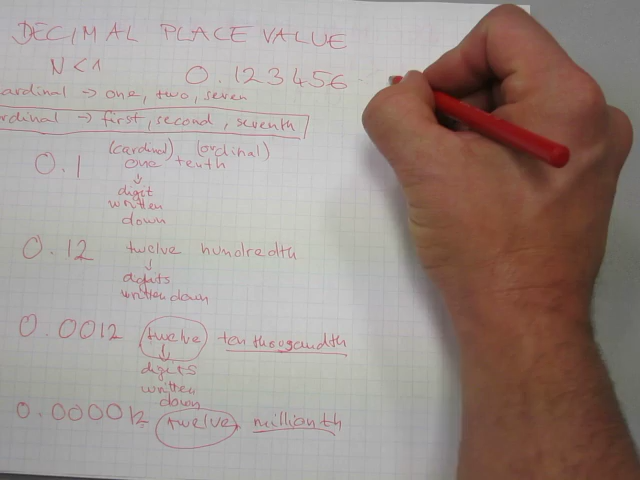 DECIMAL PLACE VALUE
N < 1 0.123456
ardinal → one, two, seven
rdinal → first, second, seventh
(cardinal) (ordinal)
0.1 one tenth
↓
digit
written
down
0.12 twelve hundredth
↓
digits
written down
0.0012 twelve ten thousandth
↓
digits
written
down
0.000012 twelve millionth